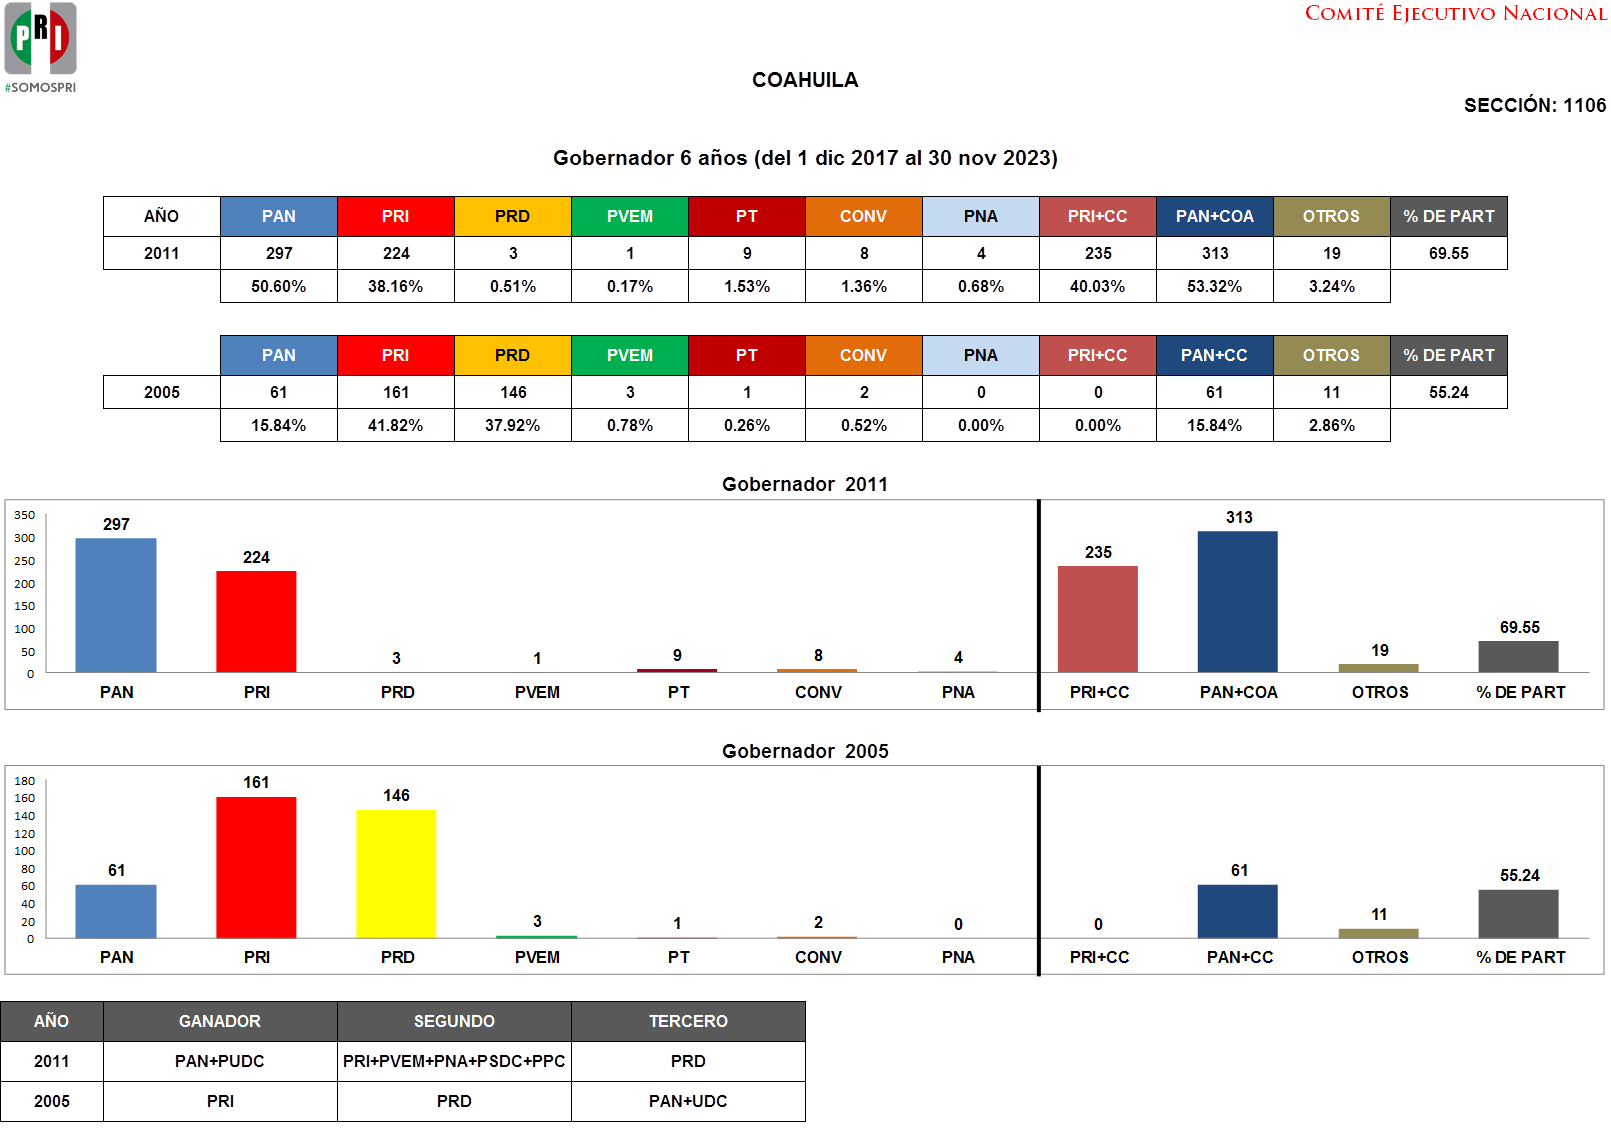 PRI
#SOMOSPRI
COMITÉ EJECUTIVO NACIONAL
COAHUILA
SECCIÓN: 1106
Gobernador 6 años (del 1 dic 2017 al 30 nov 2023)
AÑO PAN PRI PRD PVEM PT CONV PNA PRI+CC PAN+COA OTROS % DE PART
2011 297 224 3 1 9 8 4 235 313 19 69.55
50.60% 38.16% 0.51% 0.17% 1.53% 1.36% 0.68% 40.03% 53.32% 3.24%
PAN PRI PRD PVEM PT CONV PNA PRI+CC PAN+CC OTROS % DE PART
2005 61 161 146 3 1 2 0 0 61 11 55.24
15.84% 41.82% 37.92% 0.78% 0.26% 0.52% 0.00% 0.00% 15.84% 2.86%
Gobernador 2011
350
300
250
200
150
100
50
0
297 224 3 1 9 8 4 235 313 19 69.55
PAN PRI PRD PVEM PT CONV PNA PRI+CC PAN+COA OTROS % DE PART
Gobernador 2005
180
160
140
120
100
80
60
40
20
0
61 161 146 3 1 2 0 0 61 11 55.24
PAN PRI PRD PVEM PT CONV PNA PRI+CC PAN+CC OTROS % DE PART
AÑO GANADOR SEGUNDO TERCERO
2011 PAN+PUDC PRI+PVEM+PNA+PSDC+PPC PRD
2005 PRI PRD PAN+UDC